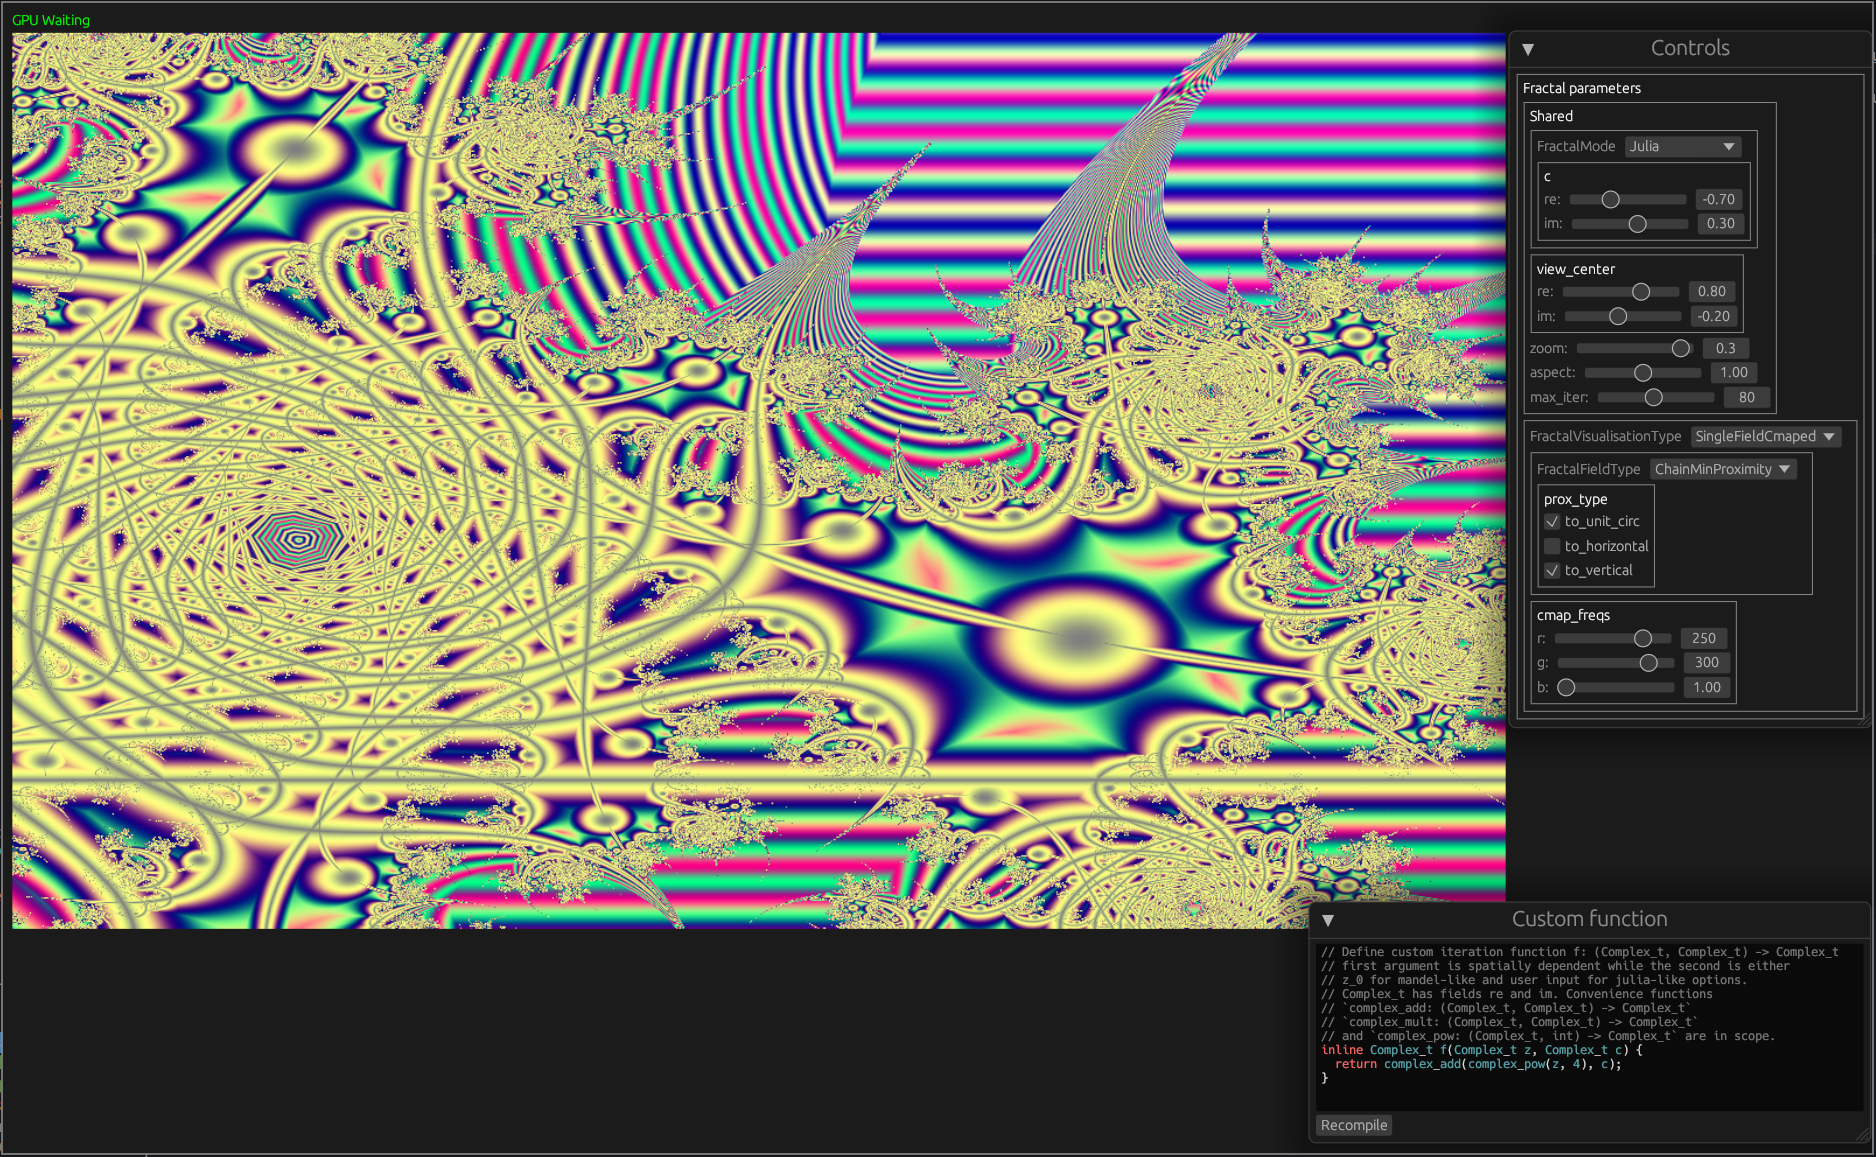 GPU Waiting
▼ Controls
Fractal parameters
Shared
FractalMode Julia ▼
c
re: -0.70
im: 0.30
view_center
re: 0.80
im: -0.20
zoom: 0.3
aspect: 1.00
max_iter: 80
FractalVisualisationType SingleFieldCmaped ▼
FractalFieldType ChainMinProximity ▼
prox_type
to_unit_circ
to_horizontal
to_vertical
cmap_freqs
r: 250
g: 300
b: 1.00
▼ Custom function
// Define custom iteration function f: (Complex_t, Complex_t) -> Complex_t
// first argument is spatially dependent while the second is either
// z_0 for mandel-like and user input for julia-like options.
// Complex_t has fields re and im. Convenience functions
// `complex_add: (Complex_t, Complex_t) -> Complex_t`
// `complex_mult: (Complex_t, Complex_t) -> Complex_t`
// and `complex_pow: (Complex_t, int) -> Complex_t` are in scope.
inline Complex_t f(Complex_t z, Complex_t c) {
  return complex_add(complex_pow(z, 4), c);
}
Recompile